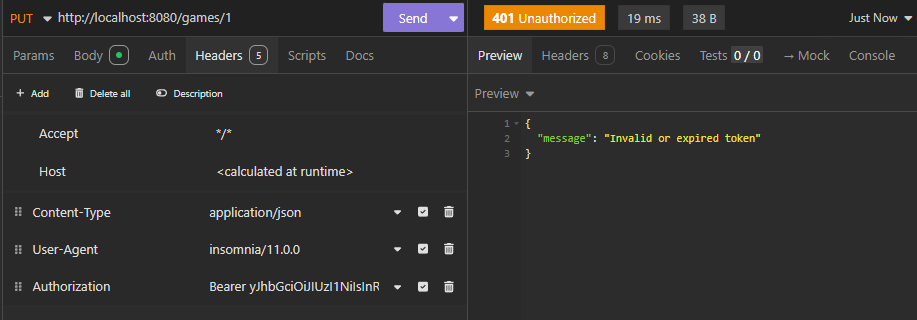 PUT http://localhost:8080/games/1 Send
401 Unauthorized 19 ms 38 B Just Now
Params Body Auth Headers 5 Scripts Docs
Preview Headers 8 Cookies Tests 0 / 0 → Mock Console
+ Add Delete all Description
Preview
Accept */*
Host <calculated at runtime>
Content-Type application/json
User-Agent insomnia/11.0.0
Authorization Bearer yJhbGciOiJIUzI1NiIsInR
1 {
2 "message": "Invalid or expired token"
3 }